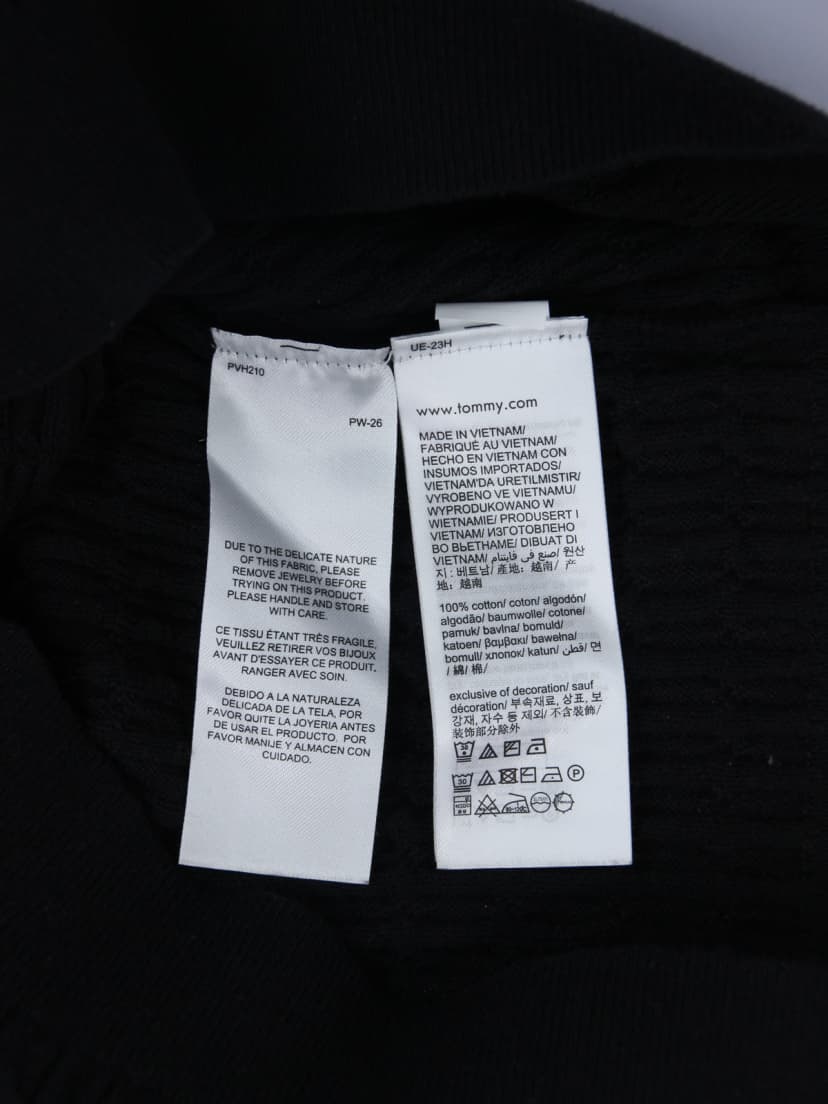 PVH210
PW-26
DUE TO THE DELICATE NATURE
OF THIS FABRIC, PLEASE
REMOVE JEWELRY BEFORE
TRYING ON THIS PRODUCT.
PLEASE HANDLE AND STORE
WITH CARE.
CE TISSU ÉTANT TRÈS FRAGILE,
VEUILLEZ RETIRER VOS BIJOUX
AVANT D'ESSAYER CE PRODUIT.
RANGER AVEC SOIN.
DEBIDO A LA NATURALEZA
DELICADA DE LA TELA, POR
FAVOR QUITE LA JOYERIA ANTES
DE USAR EL PRODUCTO. POR
FAVOR MANIJE Y ALMACEN CON
CUIDADO.
UE-23H
www.tommy.com
MADE IN VIETNAM/
FABRIQUÉ AU VIETNAM/
HECHO EN VIETNAM CON
INSUMOS IMPORTADOS/
VIETNAM'DA URETILMISTIR/
VYROBENO VE VIETNAMU/
WYPRODUKOWANO W
WIETNAMIE/ PRODUSERT I
VIETNAM/ ИЗГОТОВЛЕНО
ВО ВЬЕТНАМЕ/ DIBUAT DI
VIETNAM/ صنع في فايتنام/ 원산
지 : 베트남/ 產地：越南/ 产
地：越南
100% cotton/ coton/ algodón/
algodão/ baumwolle/ cotone/
pamuk/ bavlna/ bomuld/
katoen/ βαμβακι/ bawełna/
bomull/ хлопок/ katun/ قطن/ 면
/ 綿/ 棉/
exclusive of decoration/ sauf
décoration/ 부속재료, 상표, 보
강재, 자수 등 제외/ 不含裝飾/
装饰部分除外
30
30 P